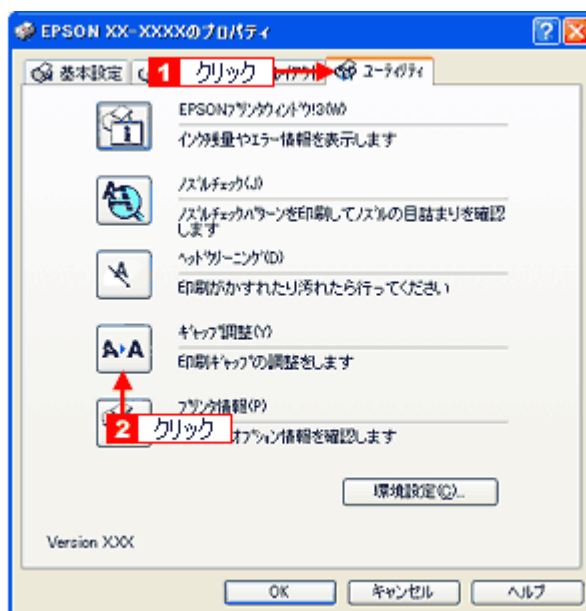 EPSON XX-XXXXのプロパティ
基本設定 1 クリック レイアウト ユーティリティ
EPSONプリンタウィンドウ!3(W)
インク残量やエラー情報を表示します
ノズルチェック(J)
ノズルチェックパターンを印刷してノズルの目詰まりを確認
します
ヘッドクリーニング(D)
印刷がかすれたり汚れたら行ってください
ギャップ調整(Y)
A A
印刷ギャップの調整をします
プリンタ情報(P)
2 クリック オプション情報を確認します
環境設定(C)...
Version XXX
OK キャンセル ヘルプ